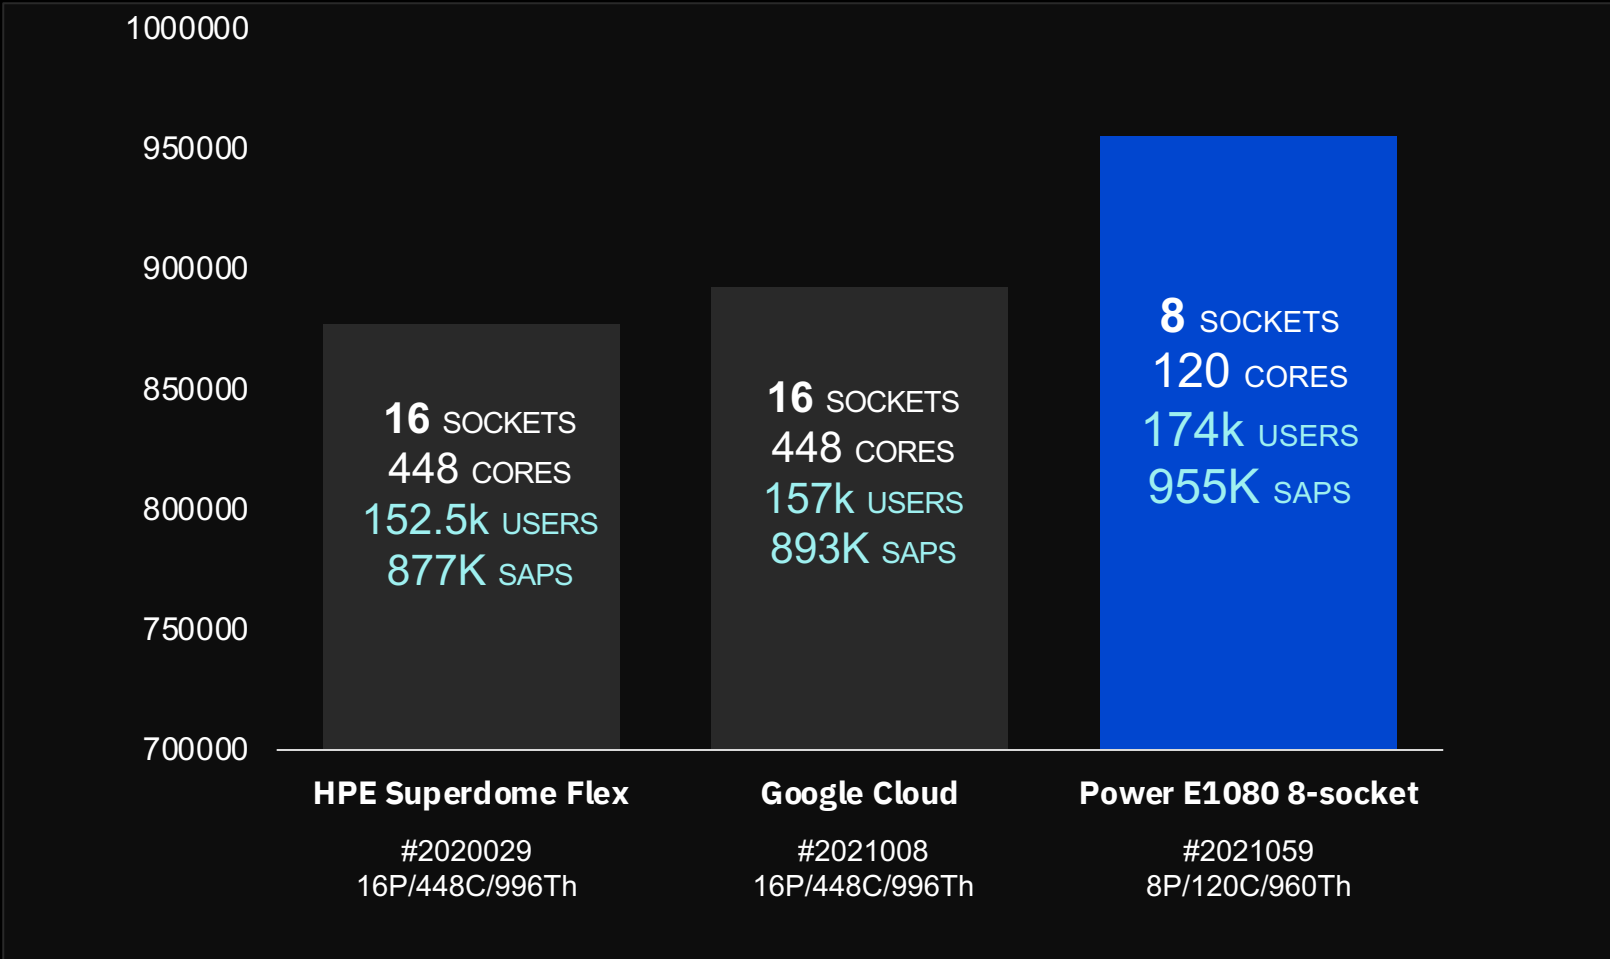 1000000
950000
900000
850000
800000
750000
700000
16 SOCKETS
448 CORES
152.5k USERS
877K SAPS
16 SOCKETS
448 CORES
157k USERS
893K SAPS
8 SOCKETS
120 CORES
174k USERS
955K SAPS
HPE Superdome Flex
#2020029
16P/448C/996Th
Google Cloud
#2021008
16P/448C/996Th
Power E1080 8-socket
#2021059
8P/120C/960Th